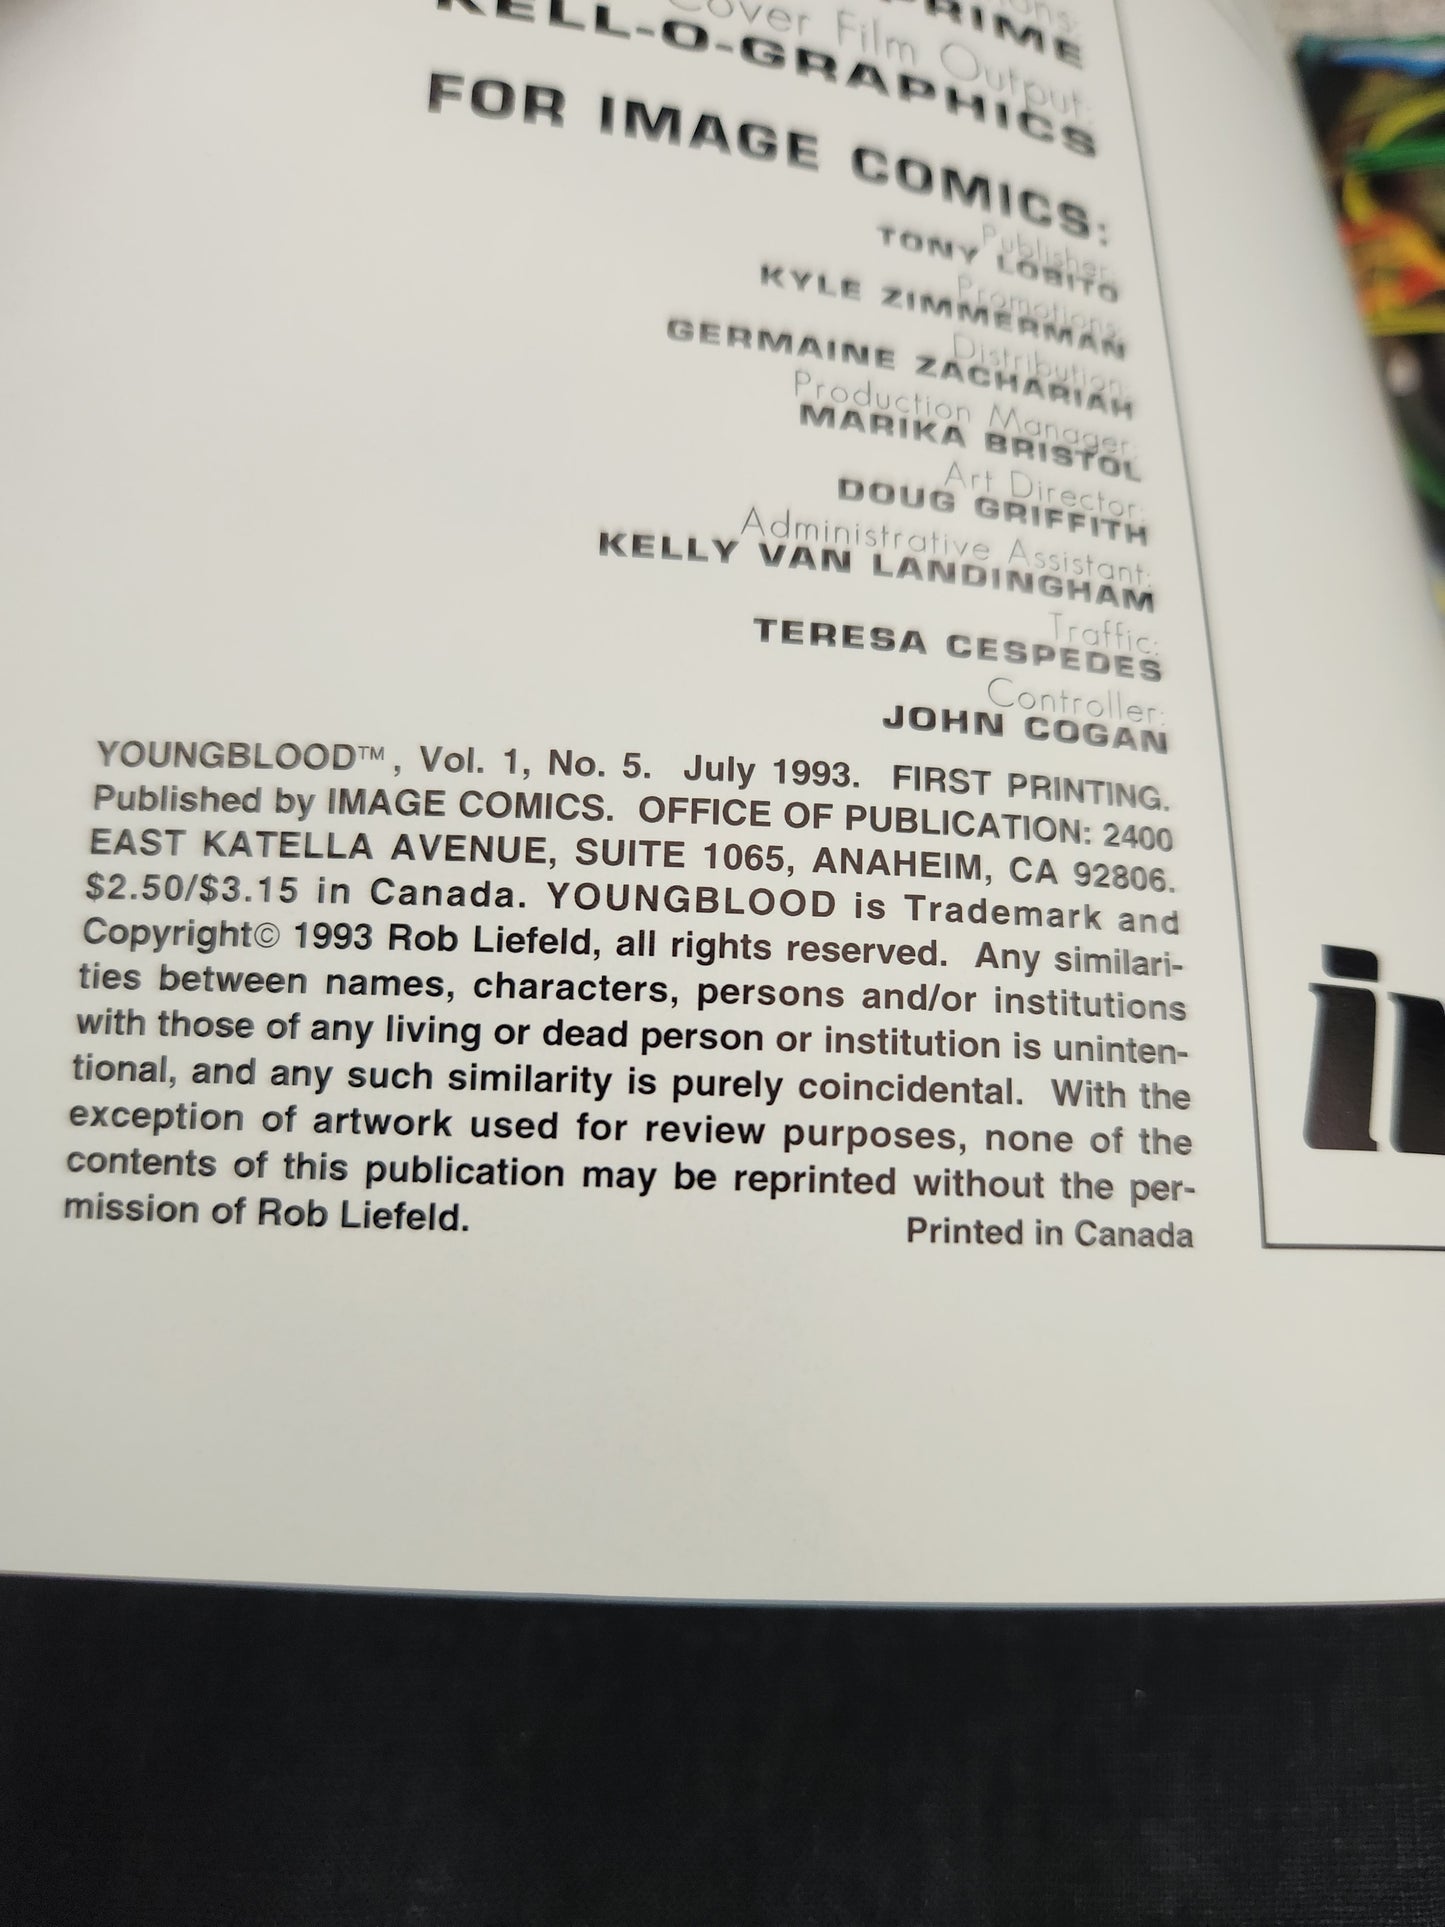 PRIME
Cover Film Output:
KELL-O-GRAPHICS
FOR IMAGE COMICS:
Publisher:
TONY LOBITO
Promotions:
KYLE ZIMMERMAN
Distribution:
GERMAINE ZACHARIAH
Production Manager:
MARIKA BRISTOL
Art Director:
DOUG GRIFFITH
Administrative Assistant:
KELLY VAN LANDINGHAM
Traffic:
TERESA CESPEDES
Controller:
JOHN COGAN
YOUNGBLOOD™, Vol. 1, No. 5. July 1993. FIRST PRINTING.
Published by IMAGE COMICS. OFFICE OF PUBLICATION: 2400
EAST KATELLA AVENUE, SUITE 1065, ANAHEIM, CA 92806.
$2.50/$3.15 in Canada. YOUNGBLOOD is Trademark and
Copyright© 1993 Rob Liefeld, all rights reserved. Any similari-
ties between names, characters, persons and/or institutions
with those of any living or dead person or institution is uninten-
tional, and any such similarity is purely coincidental. With the
exception of artwork used for review purposes, none of the
contents of this publication may be reprinted without the per-
mission of Rob Liefeld. Printed in Canada